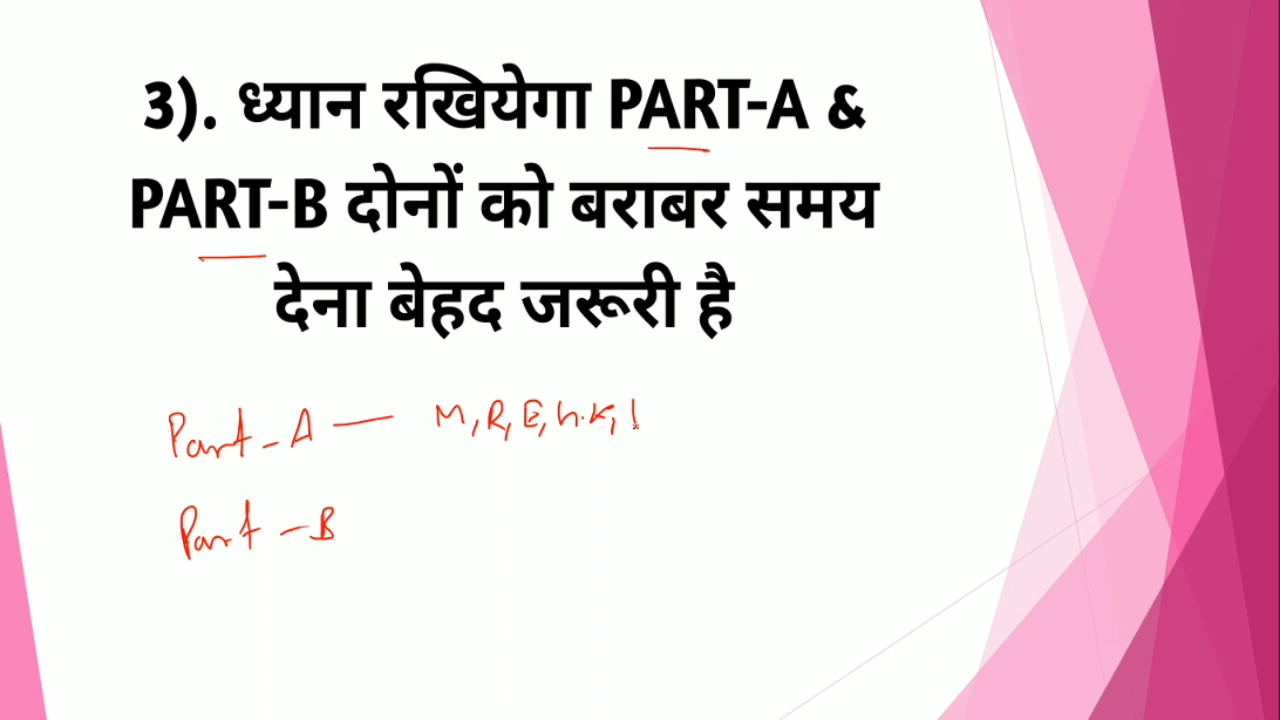 3). ध्यान रखियेगा PART-A &
PART-B दोनों को बराबर समय
देना बेहद जरूरी है
Part-A — M, R, E, h.k,
Part-B